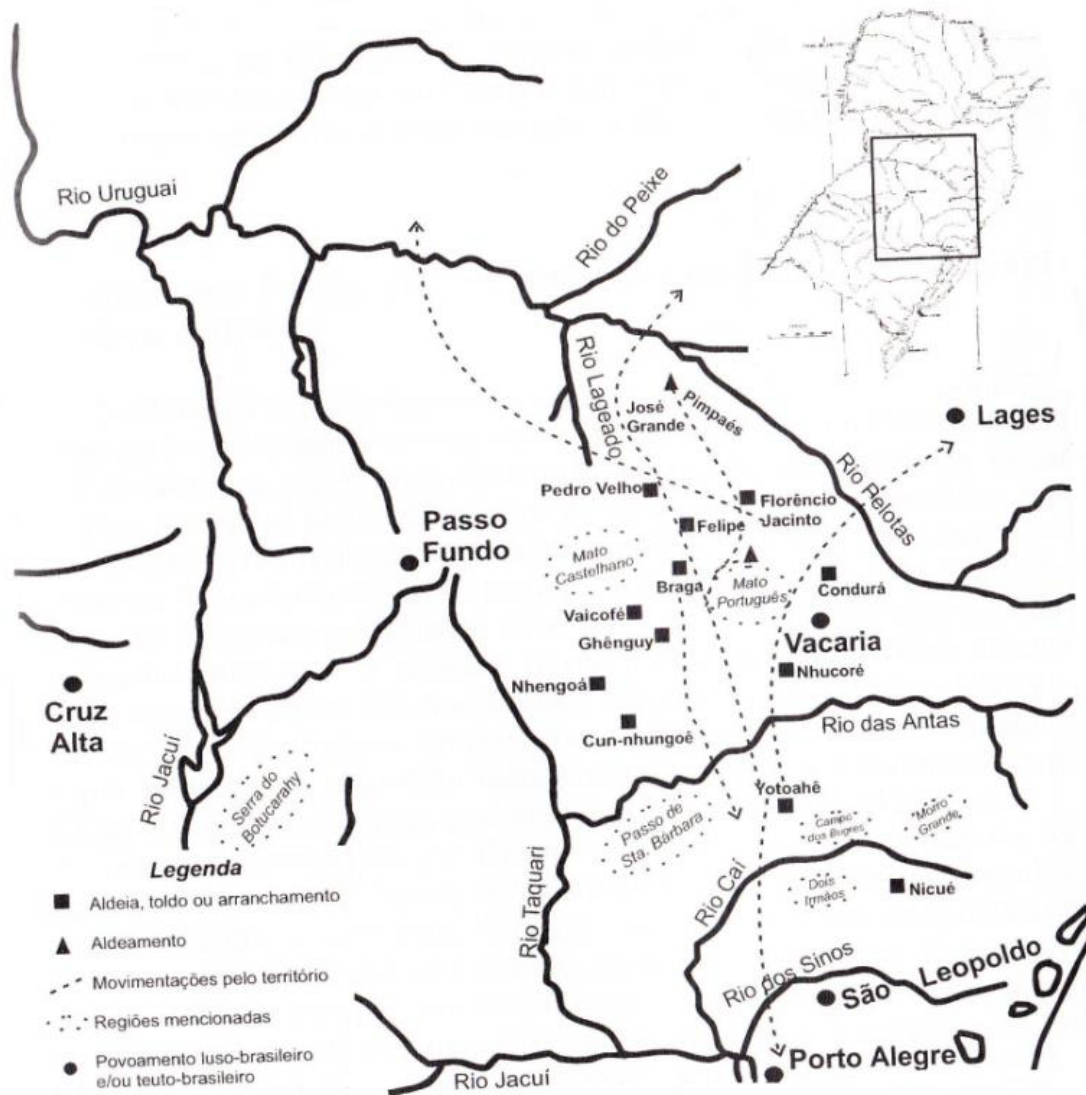 Rio Uruguai
Rio do Peixe
Rio Lageado
José
Grande
Pimpaés
Lages
Rio Relotas
Pedro Velho
Florêncio
Jacinto
Felipe
Passo
Fundo
Mato
Castelhano
Braga
Mato
Português
Condurá
Vaicofé
Vacaria
Ghênguy
Nhucoré
Nhengoá
Cruz
Alta
Cun-nhungoê
Rio das Antas
Rio Jacuí
Serra do
Botucarahy
Yotoahê
Passo de
Sta. Bárbara
Campo
dos Bugres
Morro
Grande
Rio Taquari
Rio Caí
Dois
Irmãos
Nicué
Rio dos Sinos
São Leopoldo
Porto Alegre
Rio Jacuí
Legenda
Aldeia, toldo ou arranchamento
Aldeamento
Movimentações pelo território
Regiões mencionadas
Povoamento luso-brasileiro
e/ou teuto-brasileiro